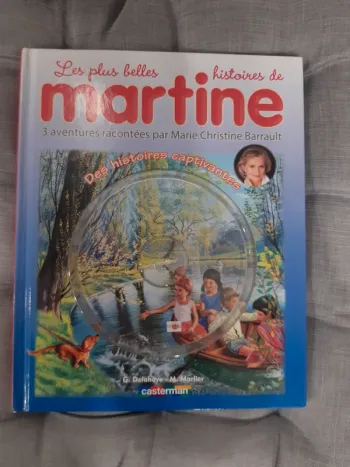 Les plus belles histoires de
martine
3 aventures racontées par Marie.Christine Barrault
Des histoires captivantes
G. Delahaye - M. Marlier
casterman